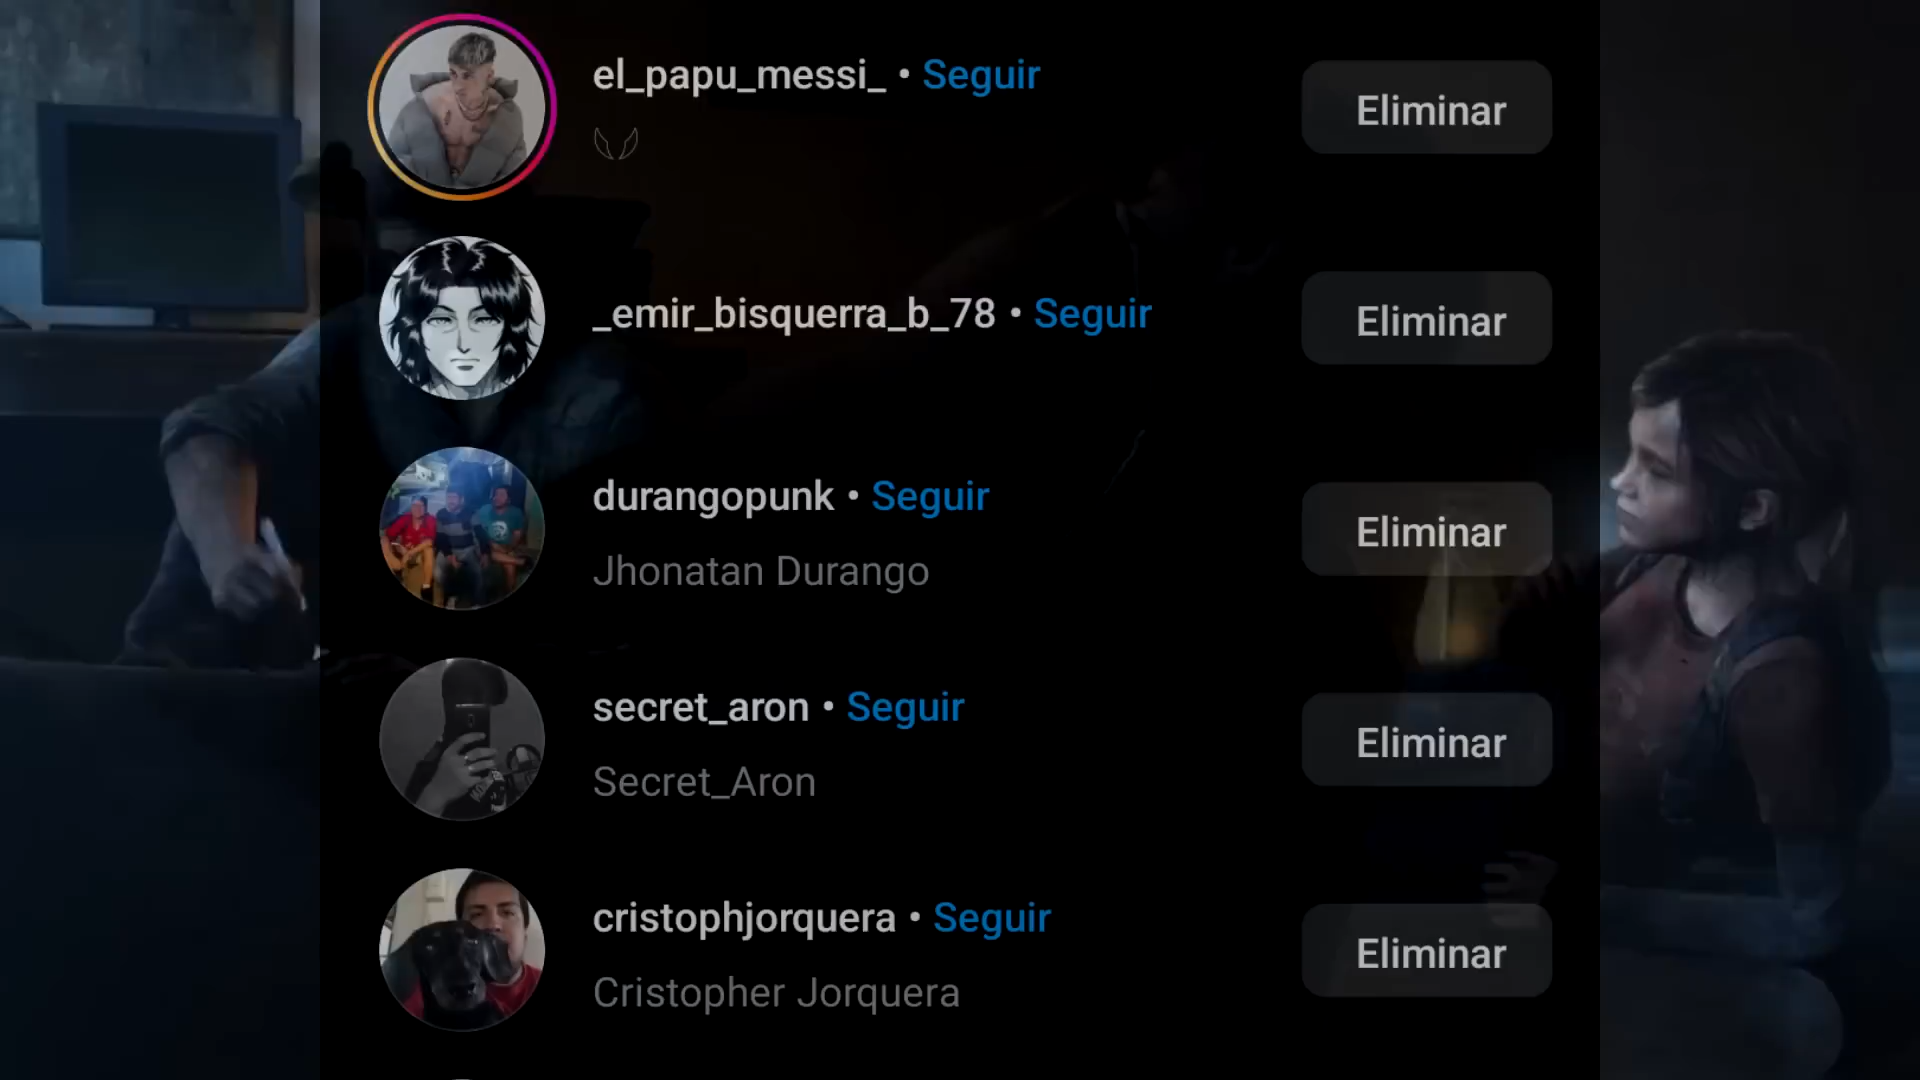 el_papu_messi_ • Seguir
Eliminar
_emir_bisquerra_b_78 • Seguir
Eliminar
durangopunk • Seguir
Jhonatan Durango
Eliminar
secret_aron • Seguir
Secret_Aron
Eliminar
cristophjorquera • Seguir
Cristopher Jorquera
Eliminar